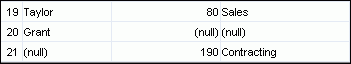 19 Taylor 80 Sales
20 Grant (null) (null)
21 (null) 190 Contracting